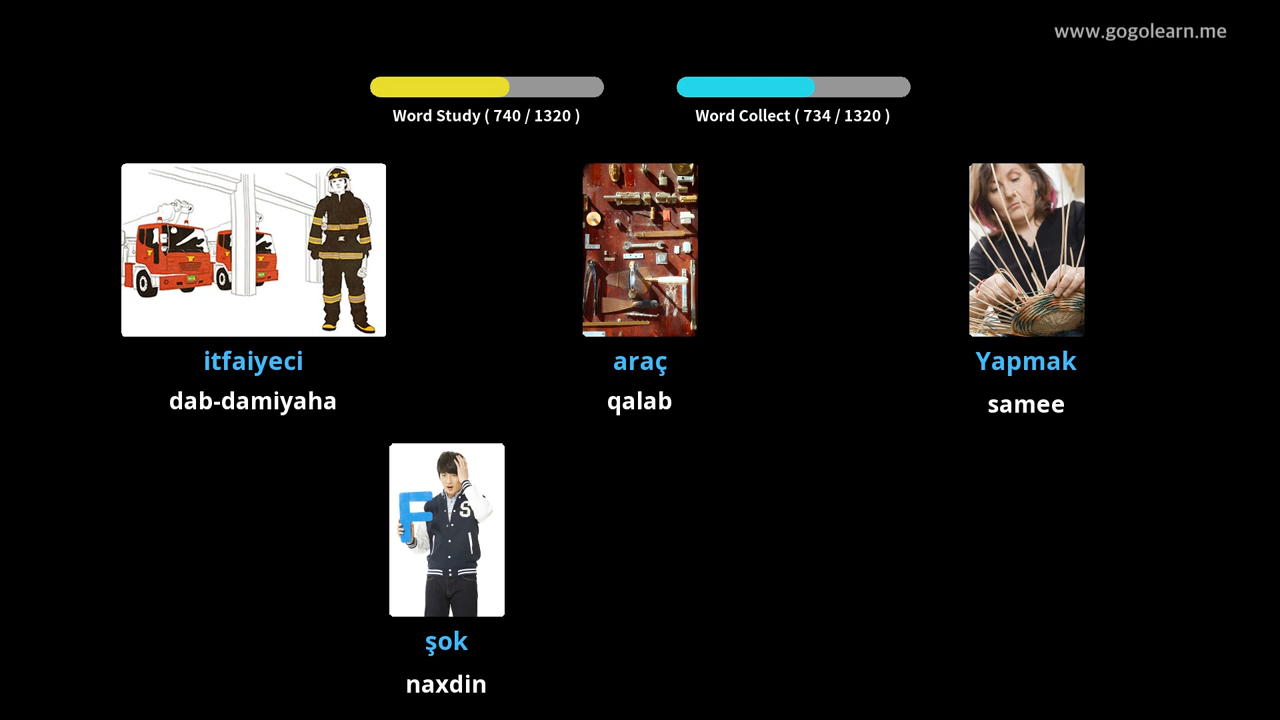 www.gogolearn.me
Word Study ( 740 / 1320 )
Word Collect ( 734 / 1320 )
itfaiyeci
dab-damiyaha
araç
qalab
Yapmak
samee
F
S
şok
naxdin